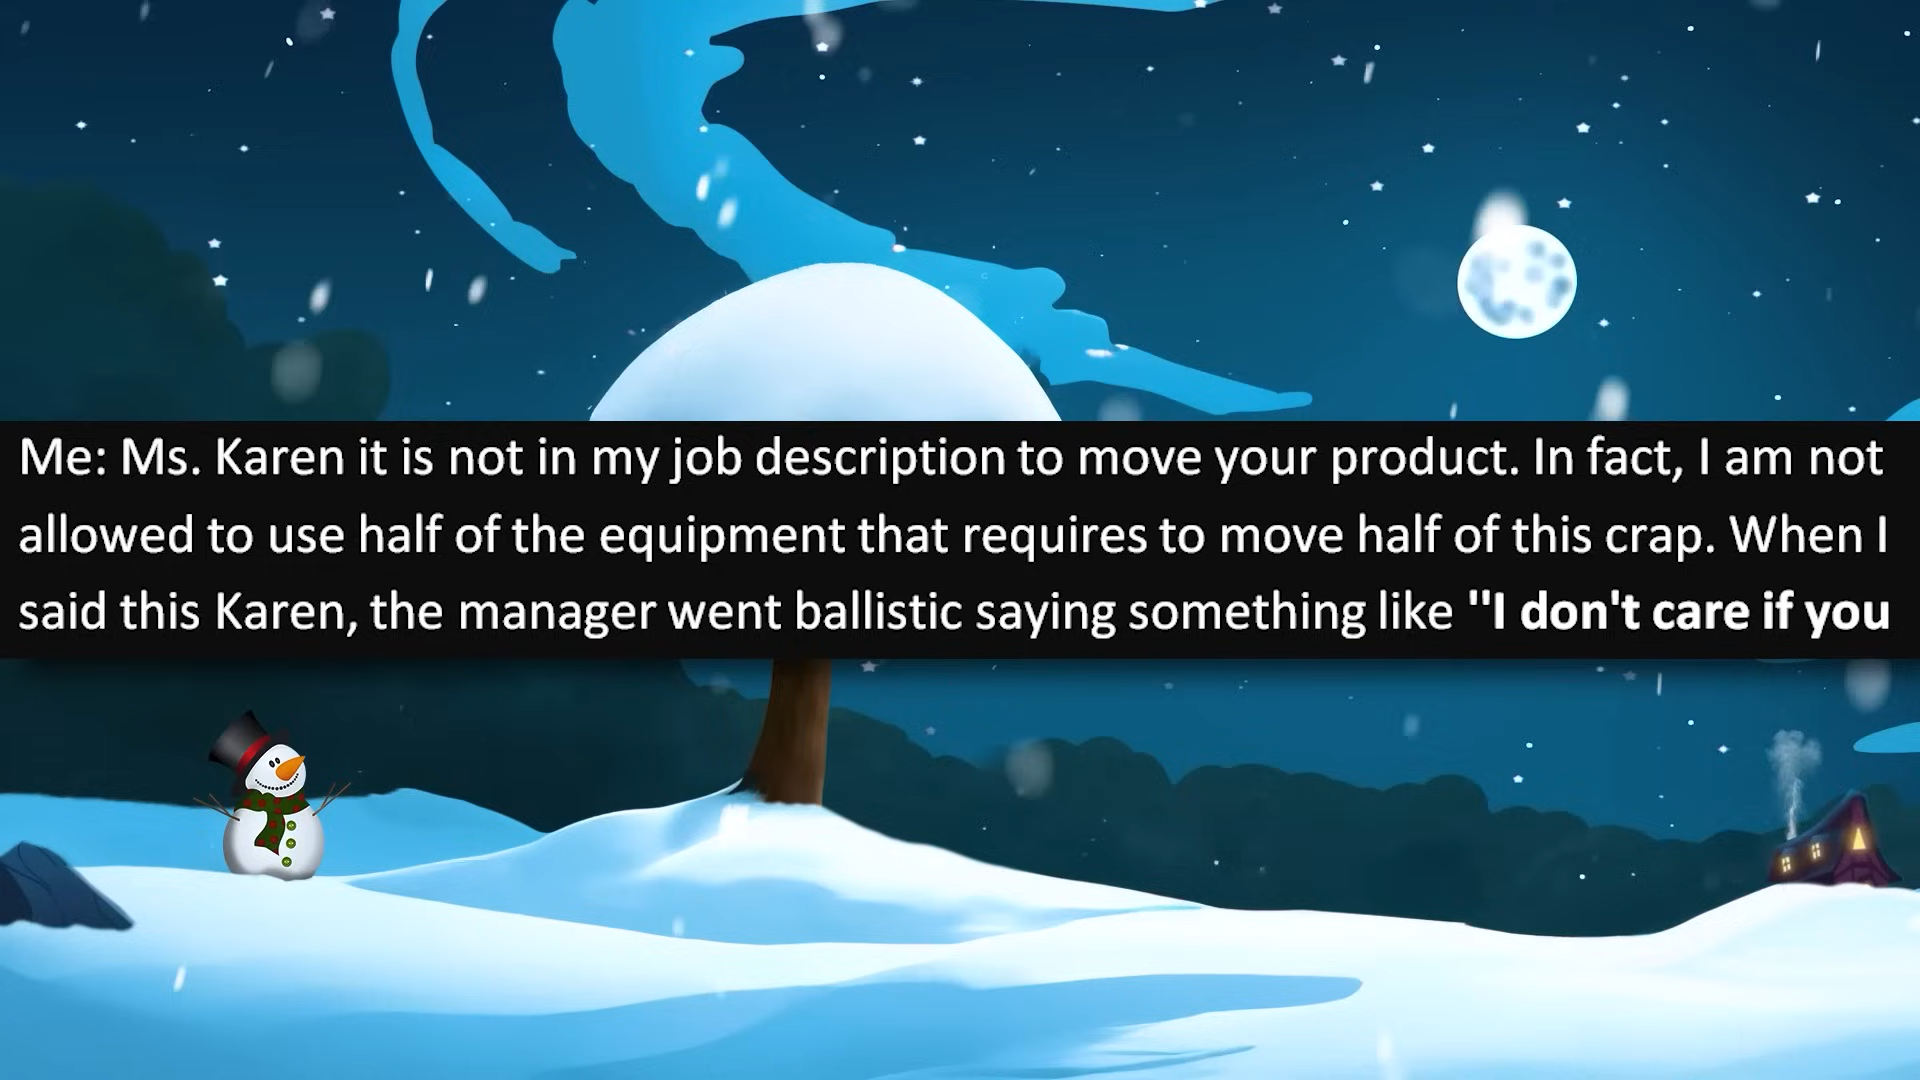 Me: Ms. Karen it is not in my job description to move your product. In fact, I am not
allowed to use half of the equipment that requires to move half of this crap. When I
said this Karen, the manager went ballistic saying something like "I don't care if you